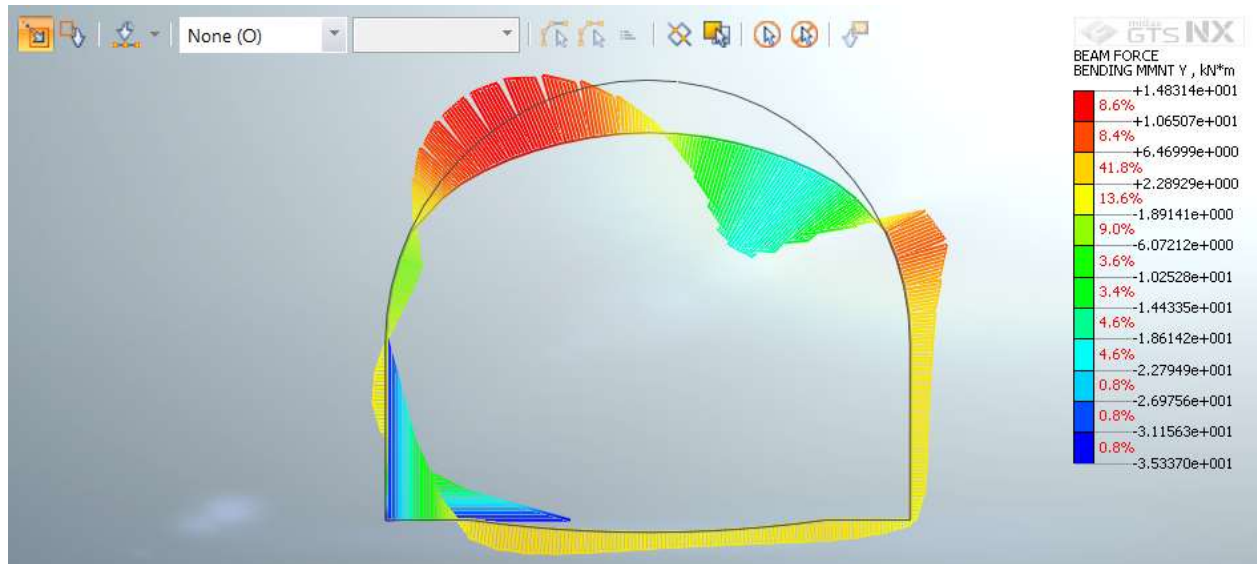 None (O)
midas
GTS NX
BEAM FORCE
BENDING MMNT Y , kN*m
+1.48314e+001
8.6%
+1.06507e+001
8.4%
+6.46999e+000
41.8%
+2.28929e+000
13.6%
-1.89141e+000
9.0%
-6.07212e+000
3.6%
-1.02528e+001
3.4%
-1.44335e+001
4.6%
-1.86142e+001
4.6%
-2.27949e+001
0.8%
-2.69756e+001
0.8%
-3.11563e+001
0.8%
-3.53370e+001